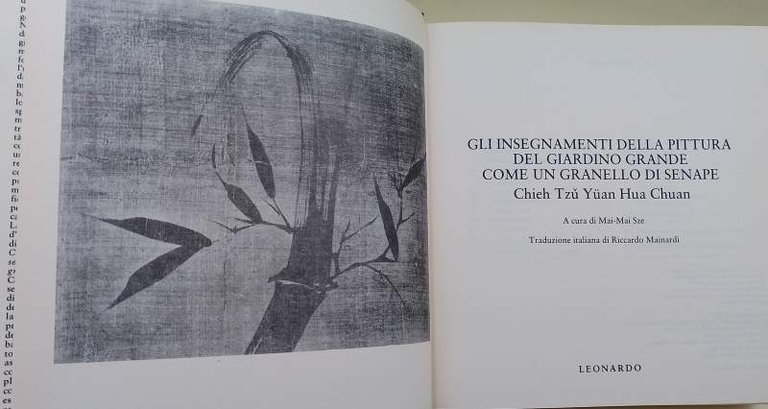 GLI INSEGNAMENTI DELLA PITTURA
DEL GIARDINO GRANDE
COME UN GRANELLO DI SENAPE
Chieh Tzŭ Yüan Hua Chuan
A cura di Mai-Mai Sze
Traduzione italiana di Riccardo Mainardi
LEONARDO